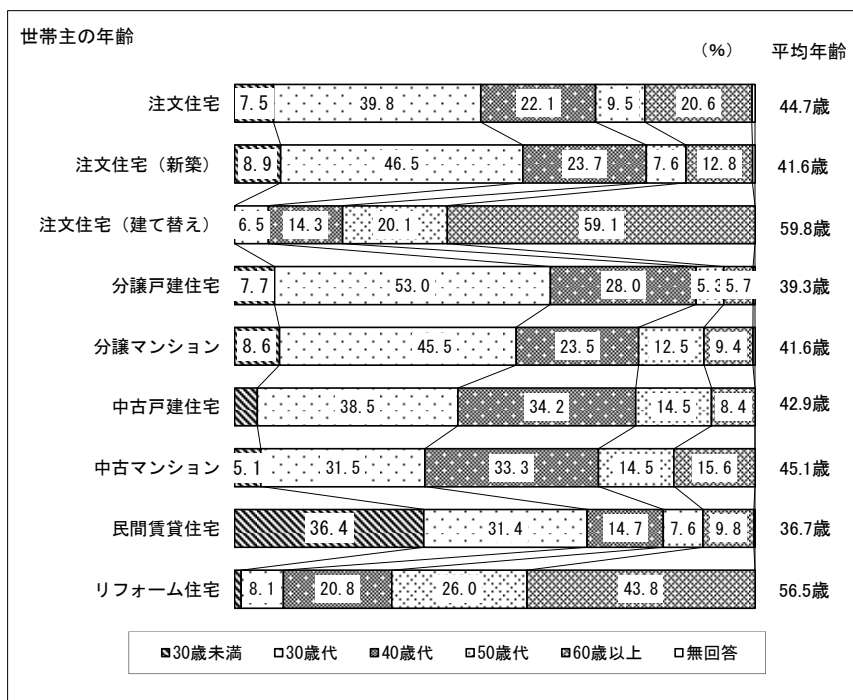 世帯主の年齢
（%） 平均年齢
注文住宅 7.5 39.8 22.1 9.5 20.6 44.7歳
注文住宅（新築） 8.9 46.5 23.7 7.6 12.8 41.6歳
注文住宅（建て替え） 6.5 14.3 20.1 59.1 59.8歳
分譲戸建住宅 7.7 53.0 28.0 5.3 5.7 39.3歳
分譲マンション 8.6 45.5 23.5 12.5 9.4 41.6歳
中古戸建住宅 38.5 34.2 14.5 8.4 42.9歳
中古マンション 5.1 31.5 33.3 14.5 15.6 45.1歳
民間賃貸住宅 36.4 31.4 14.7 7.6 9.8 36.7歳
リフォーム住宅 8.1 20.8 26.0 43.8 56.5歳
30歳未満 30歳代 40歳代 50歳代 60歳以上 無回答